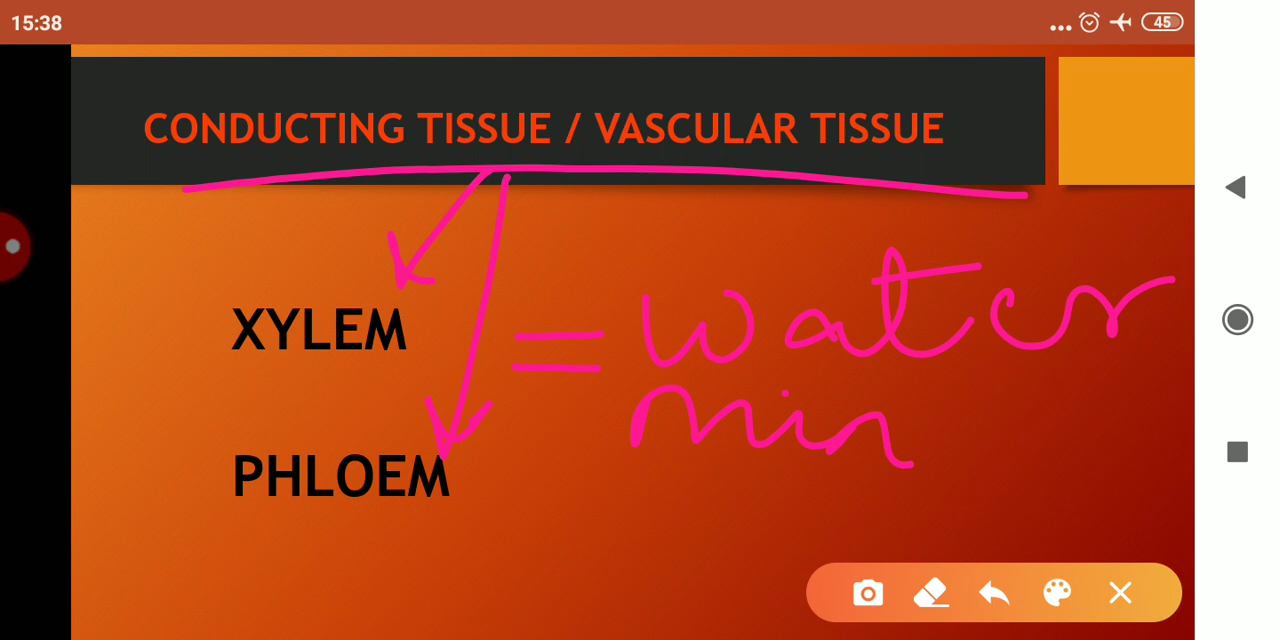 15:38
45
CONDUCTING TISSUE / VASCULAR TISSUE
XYLEM = water
min
PHLOEM